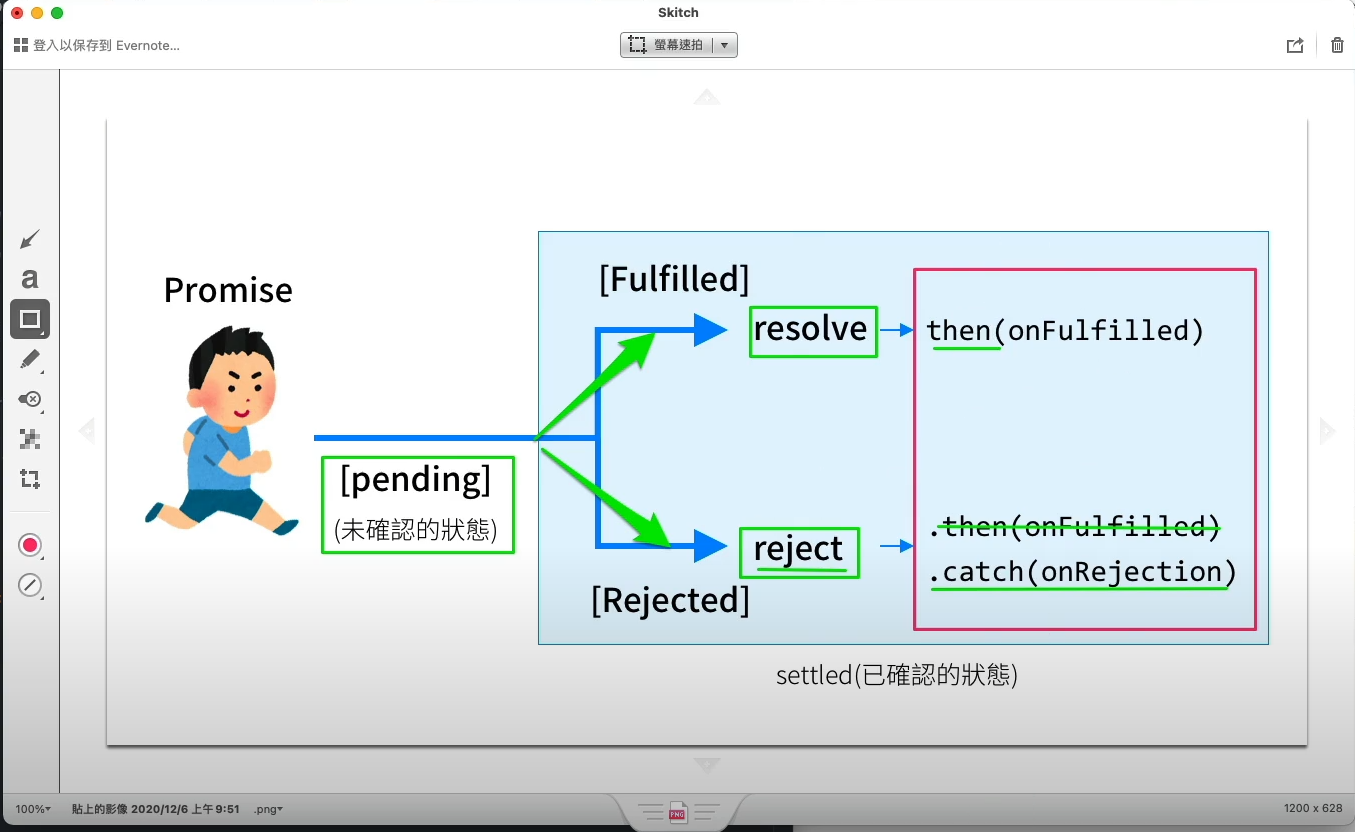 Skitch
登入以保存到 Evernote...
螢幕速拍
a
Promise
[Fulfilled]
resolve
then(onFulfilled)
[pending]
(未確認的狀態)
.then(onFulfilled)
reject
.catch(onRejection)
[Rejected]
settled(已確認的狀態)
100%
貼上的影像 2020/12/6 上午 9:51 .png
PNG
1200 x 628